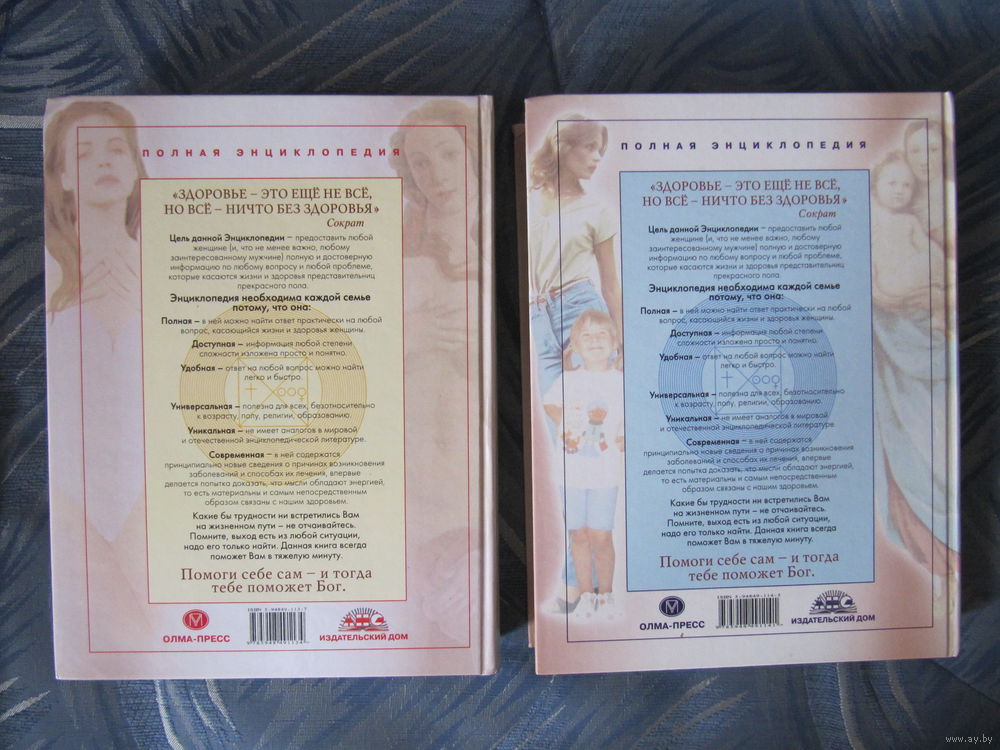 ПОЛНАЯ ЭНЦИКЛОПЕДИЯ
«ЗДОРОВЬЕ – ЭТО ЕЩЁ НЕ ВСЁ,
НО ВСЁ – НИЧТО БЕЗ ЗДОРОВЬЯ»
Сократ
Цель данной Энциклопедии – предоставить любой
женщине (и, что не менее важно, любому
заинтересованному мужчине) полную и достоверную
информацию по любому вопросу и любой проблеме,
которые касаются жизни и здоровья представительниц
прекрасного пола.
Энциклопедия необходима каждой семье
потому, что она:
Полная – в ней можно найти ответ практически на любой
вопрос, касающийся жизни и здоровья женщины.
Доступная – информация любой степени
сложности изложена просто и понятно.
Удобная – ответ на любой вопрос можно найти
легко и быстро.
Универсальная – полезна для всех, безотносительно
к возрасту, полу, религии, образованию.
Уникальная – не имеет аналогов в мировой
и отечественной энциклопедической литературе.
Современная – в ней содержатся
принципиально новые сведения о причинах возникновения
заболеваний и способах их лечения, впервые
делается попытка доказать, что мысли обладают энергией,
то есть материальны и самым непосредственным
образом связаны с нашим здоровьем.
Какие бы трудности ни встретились Вам
на жизненном пути – не отчаивайтесь.
Помните, выход есть из любой ситуации,
надо его только найти. Данная книга всегда
поможет Вам в тяжелую минуту.
Помоги себе сам – и тогда
тебе поможет Бог.
ISBN 5-94849-113-7
ОЛМА-ПРЕСС
ИЗДАТЕЛЬСКИЙ ДОМ
ПОЛНАЯ ЭНЦИКЛОПЕДИЯ
«ЗДОРОВЬЕ – ЭТО ЕЩЁ НЕ ВСЁ,
НО ВСЁ – НИЧТО БЕЗ ЗДОРОВЬЯ»
Сократ
Цель данной Энциклопедии – предоставить любой
женщине (и, что не менее важно, любому
заинтересованному мужчине) полную и достоверную
информацию по любому вопросу и любой проблеме,
которые касаются жизни и здоровья представительниц
прекрасного пола.
Энциклопедия необходима каждой семье
потому, что она:
Полная – в ней можно найти ответ практически на любой
вопрос, касающийся жизни и здоровья женщины.
Доступная – информация любой степени
сложности изложена просто и понятно.
Удобная – ответ на любой вопрос можно найти
легко и быстро.
Универсальная – полезна для всех, безотносительно
к возрасту, полу, религии, образованию.
Уникальная – не имеет аналогов в мировой
и отечественной энциклопедической литературе.
Современная – в ней содержатся
принципиально новые сведения о причинах возникновения
заболеваний и способах их лечения, впервые
делается попытка доказать, что мысли обладают энергией,
то есть материальны и самым непосредственным
образом связаны с нашим здоровьем.
Какие бы трудности ни встретились Вам
на жизненном пути – не отчаивайтесь.
Помните, выход есть из любой ситуации,
надо его только найти. Данная книга всегда
поможет Вам в тяжелую минуту.
Помоги себе сам – и тогда
тебе поможет Бог.
ОЛМА-ПРЕСС
ИЗДАТЕЛЬСКИЙ ДОМ
www.ay.by